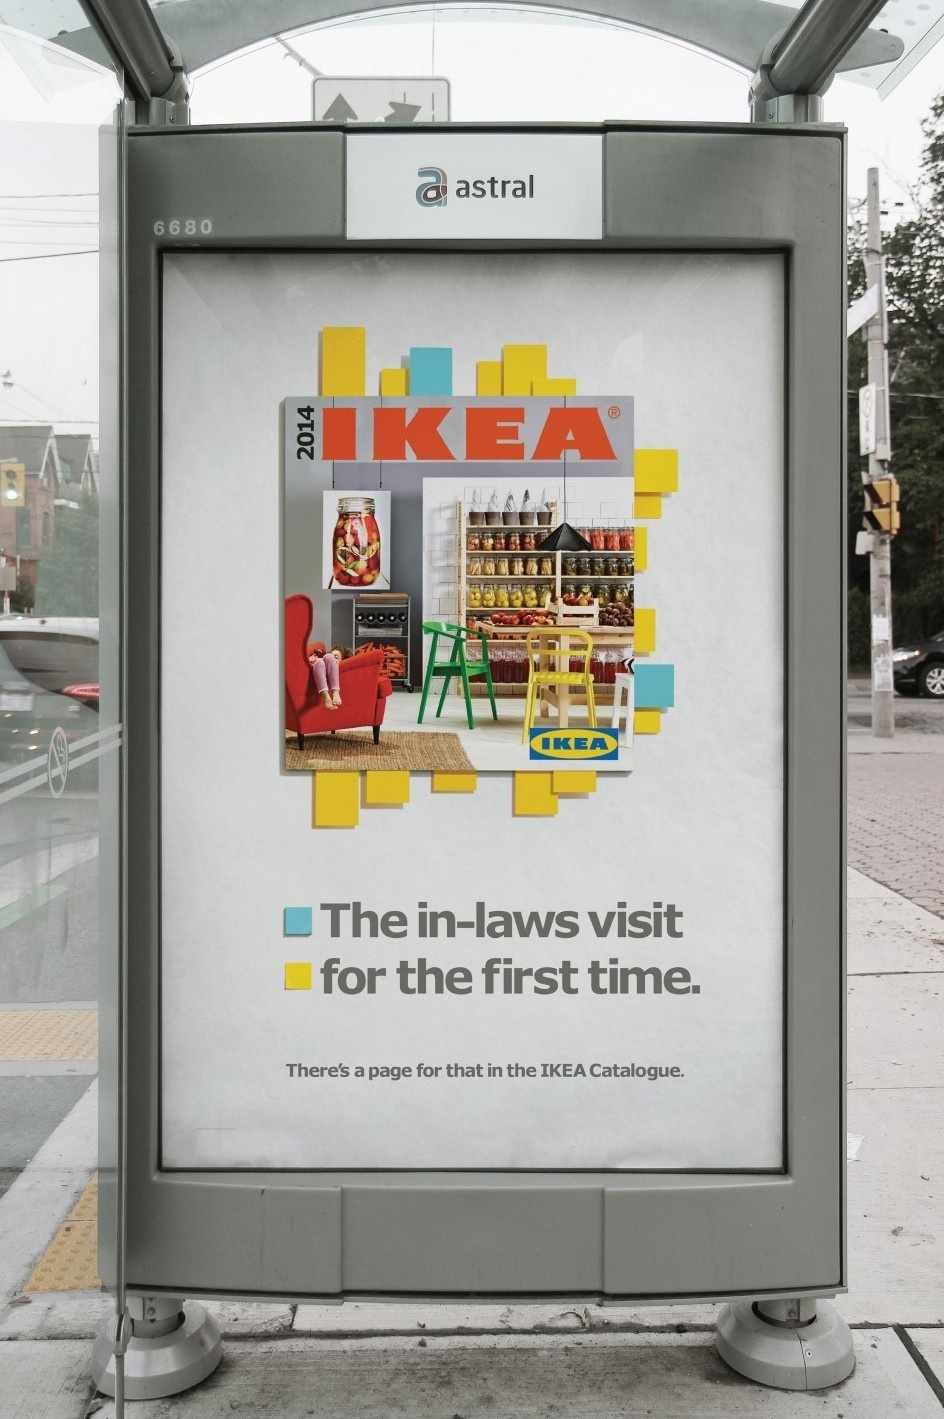 astral
6680
2014
IKEA®
IKEA
The in-laws visit
for the first time.
There's a page for that in the IKEA Catalogue.